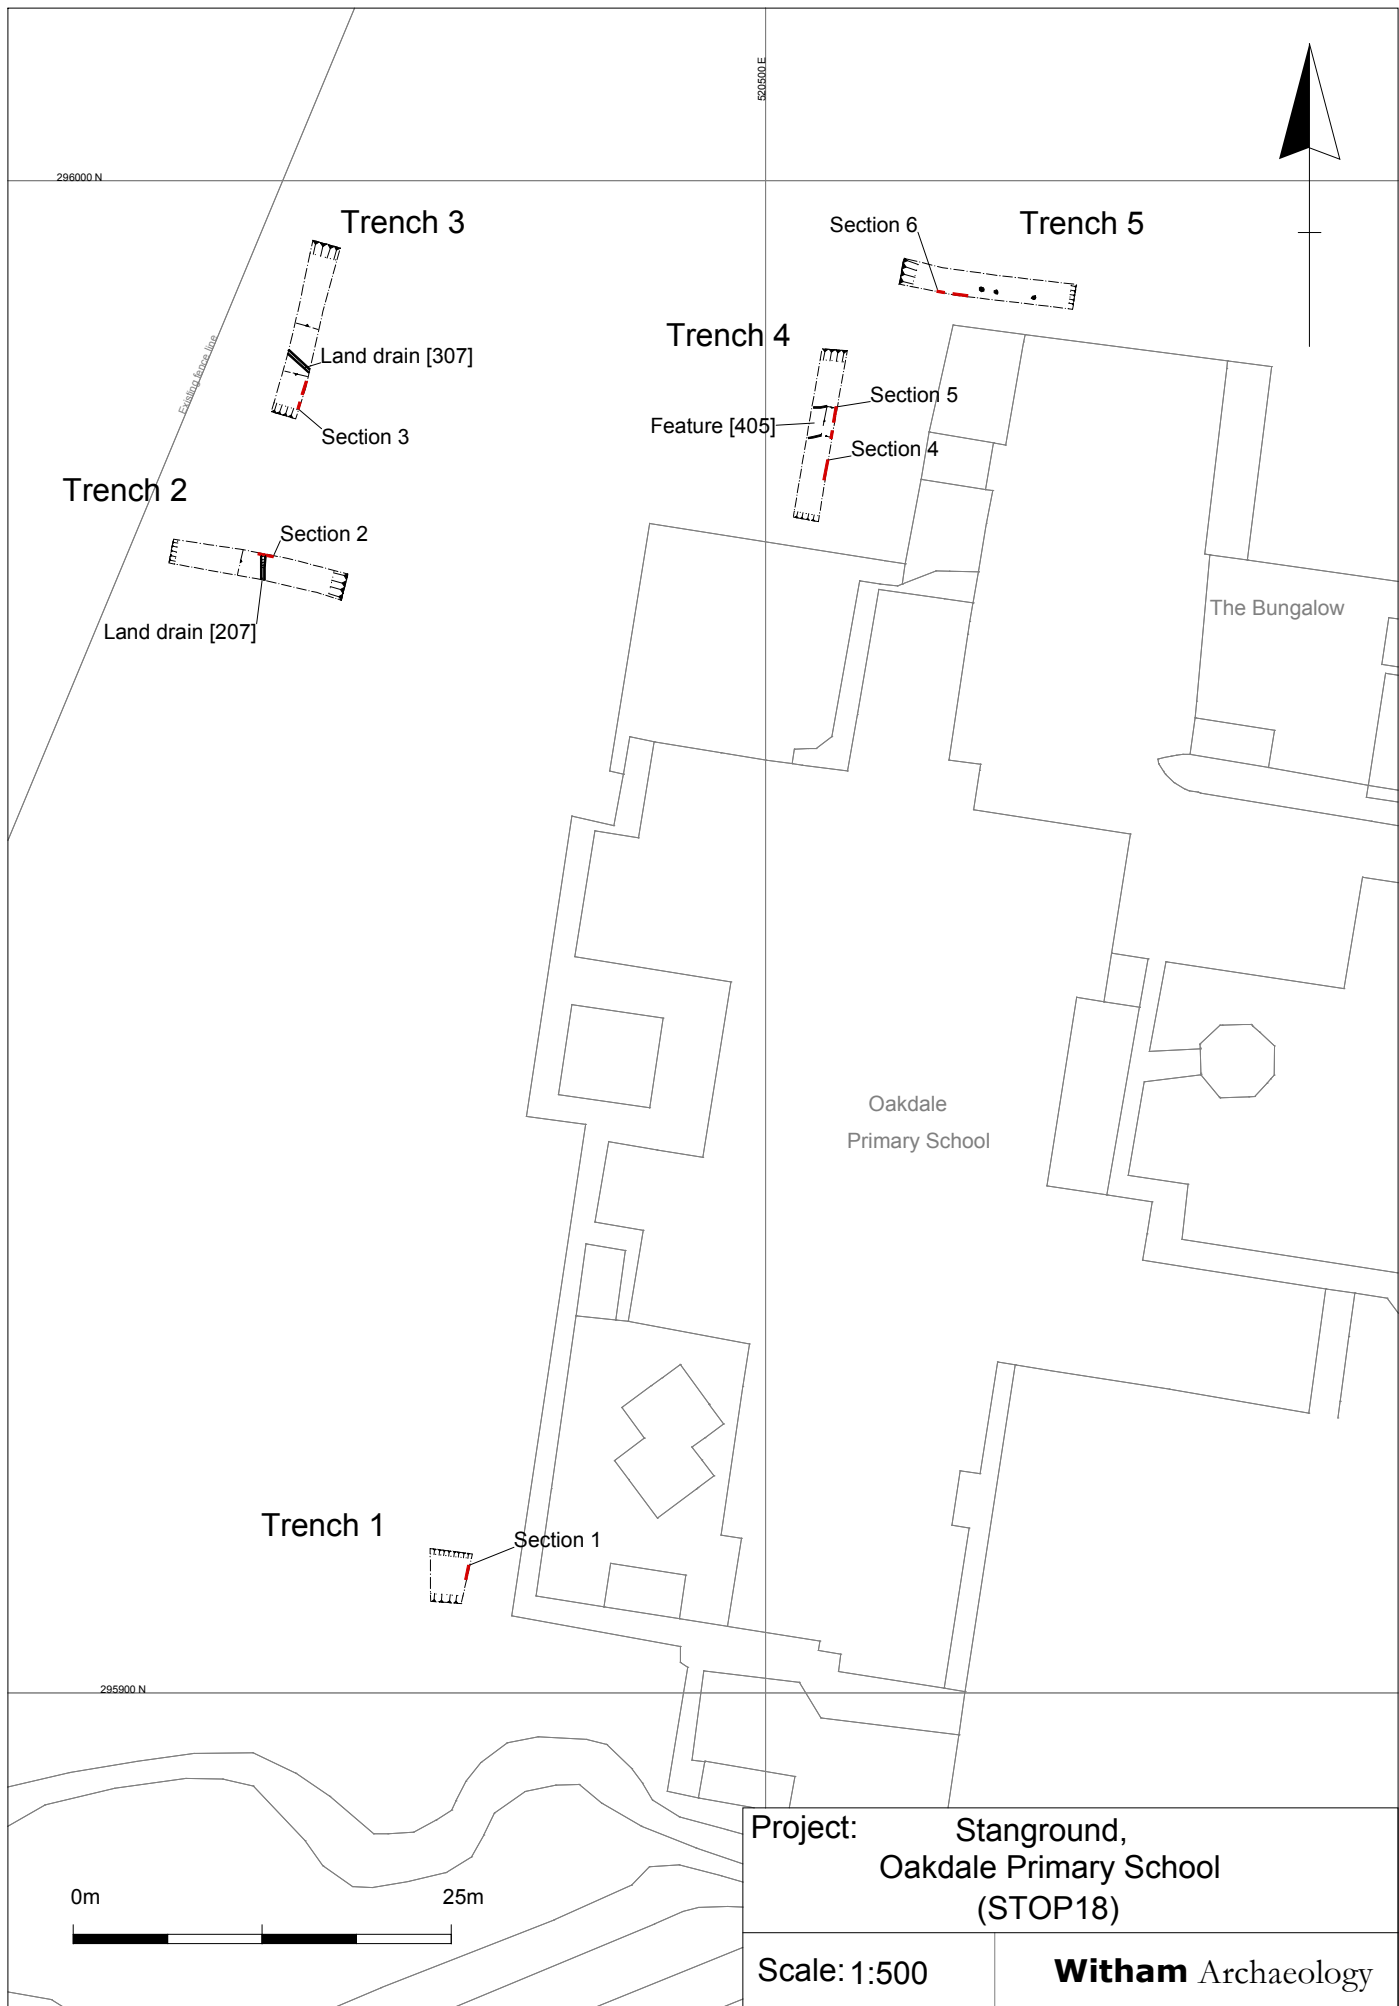 520500 E
296000 N
Trench 3
Section 6
Trench 5
Existing fence line
Land drain [307]
Trench 4
Section 5
Feature [405]
Section 3
Section 4
Trench 2
Section 2
The Bungalow
Land drain [207]
Oakdale
Primary School
Trench 1
Section 1
295900 N
0m
25m
Project:
Stanground,
Oakdale Primary School
(STOP18)
Scale: 1:500
Witham Archaeology